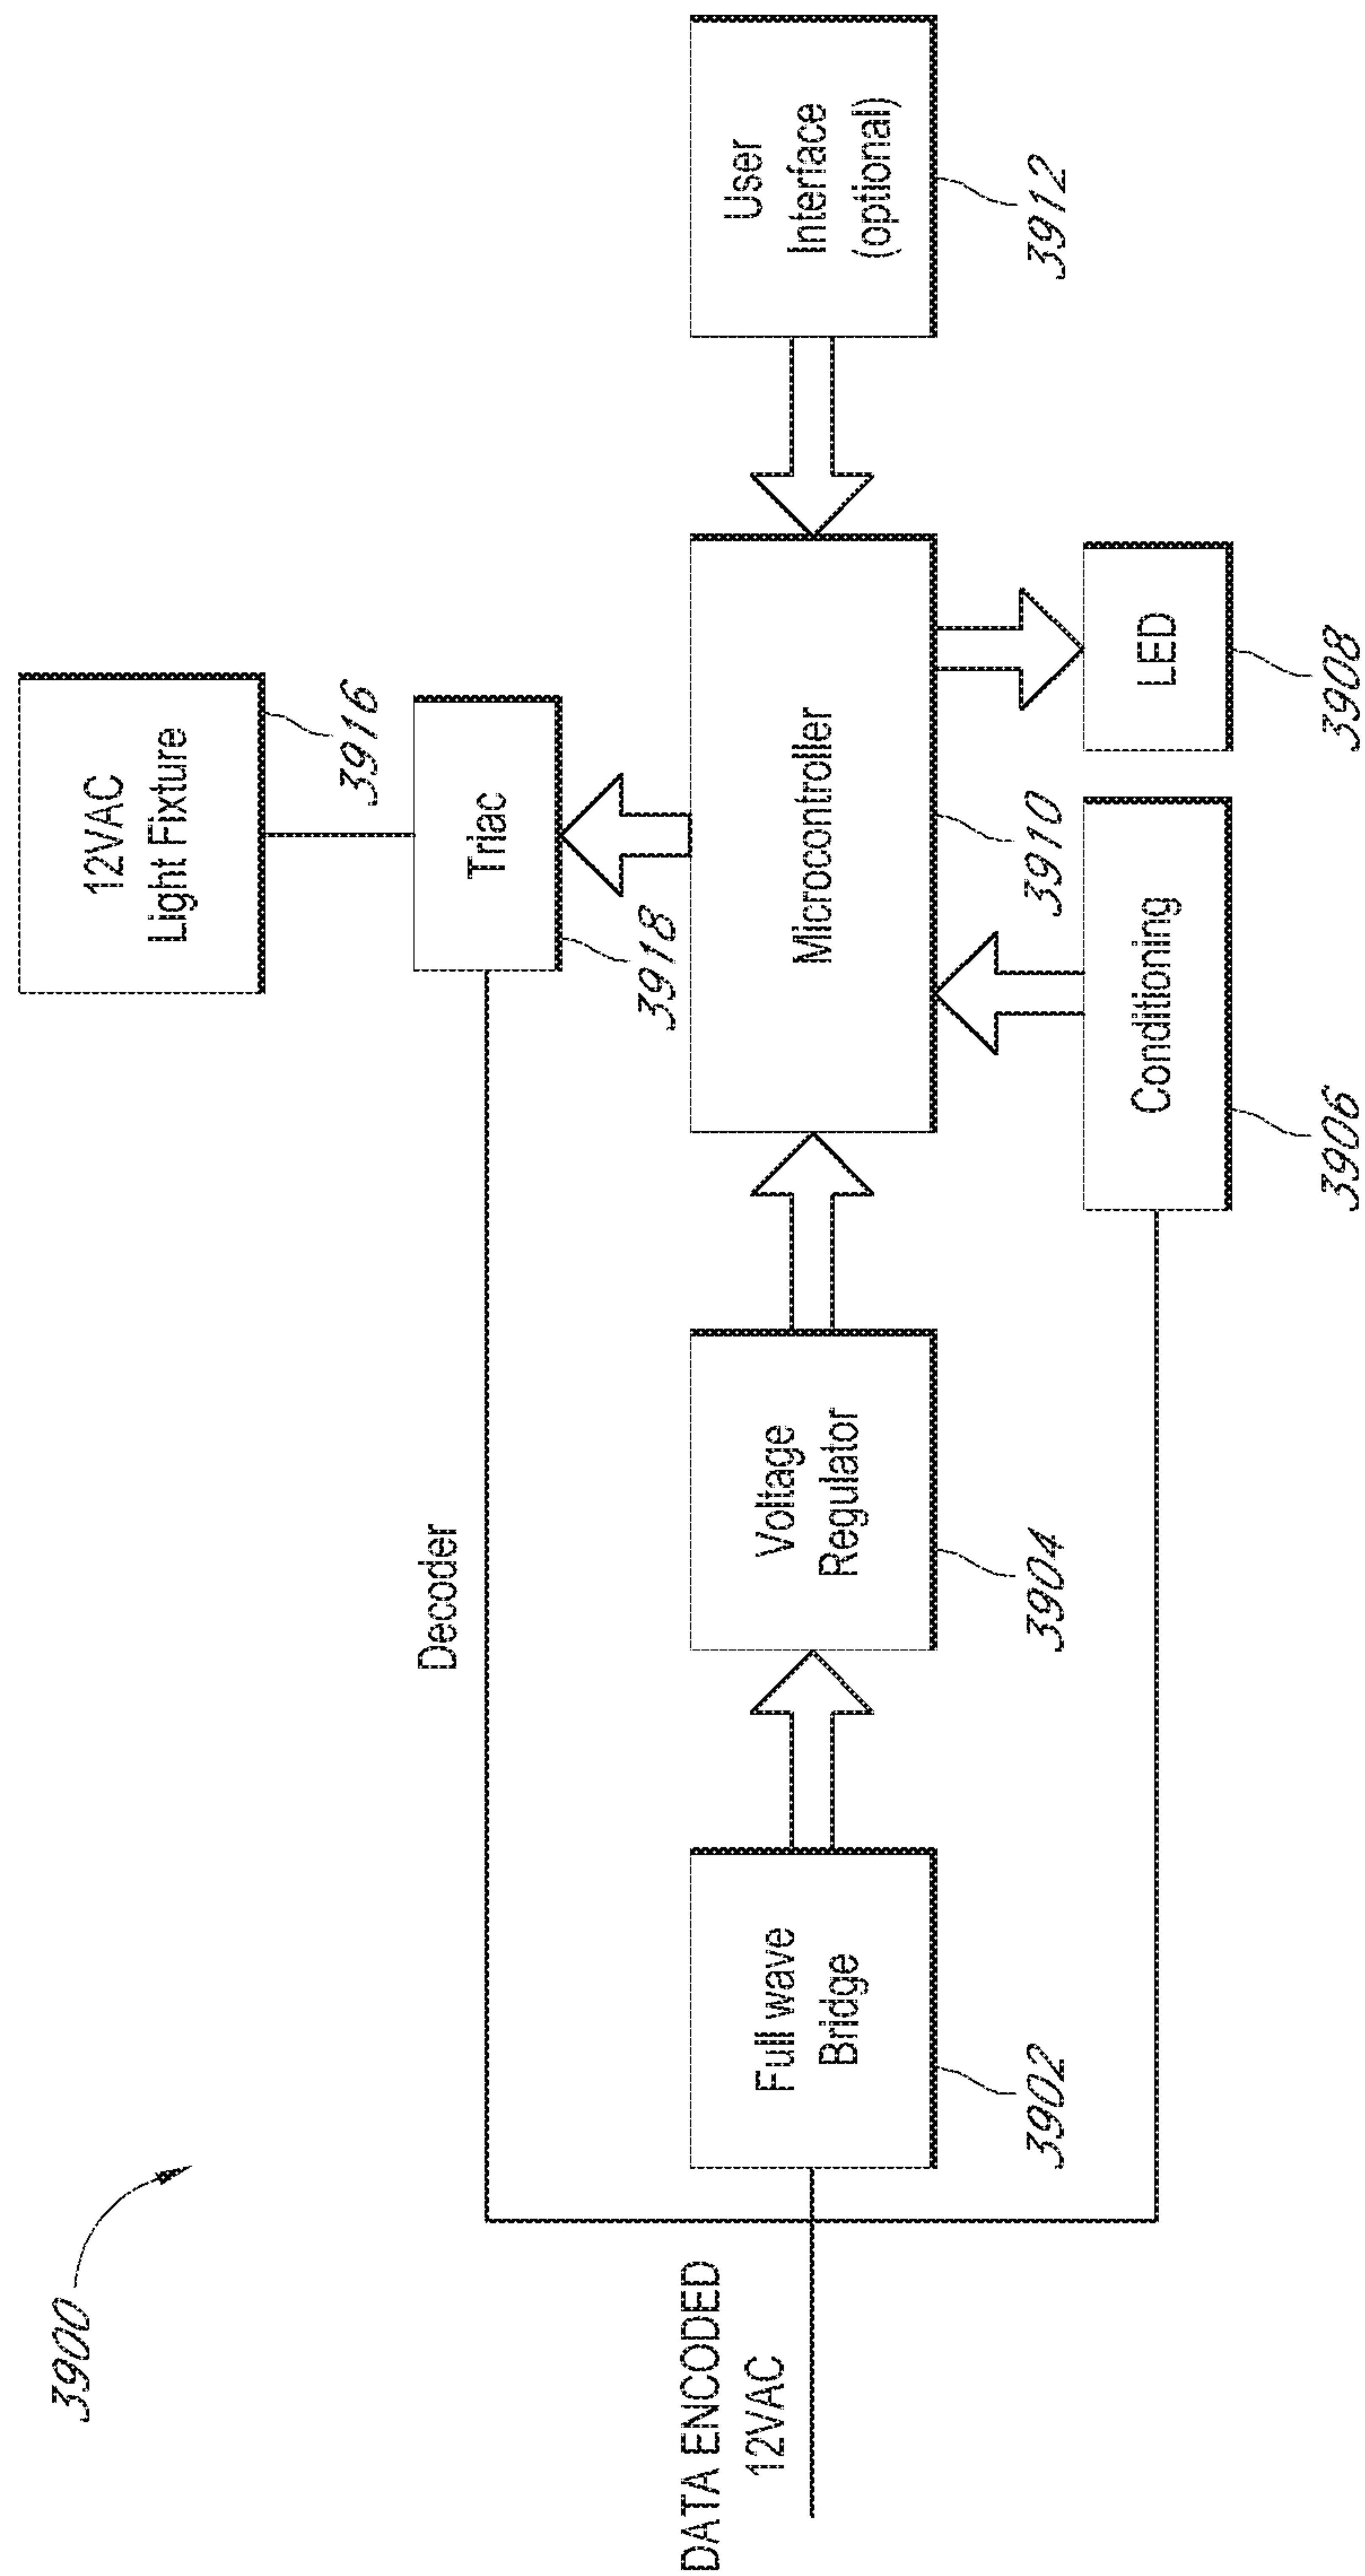 3900
Decoder
12VAC
Light Fixture
3916
Triac
3918
DATA ENCODED
12VAC
Full wave
Bridge
3902
Voltage
Regulator
3904
Microcontroller
3910
User
Interface
(optional)
3912
Conditioning
3906
LED
3908